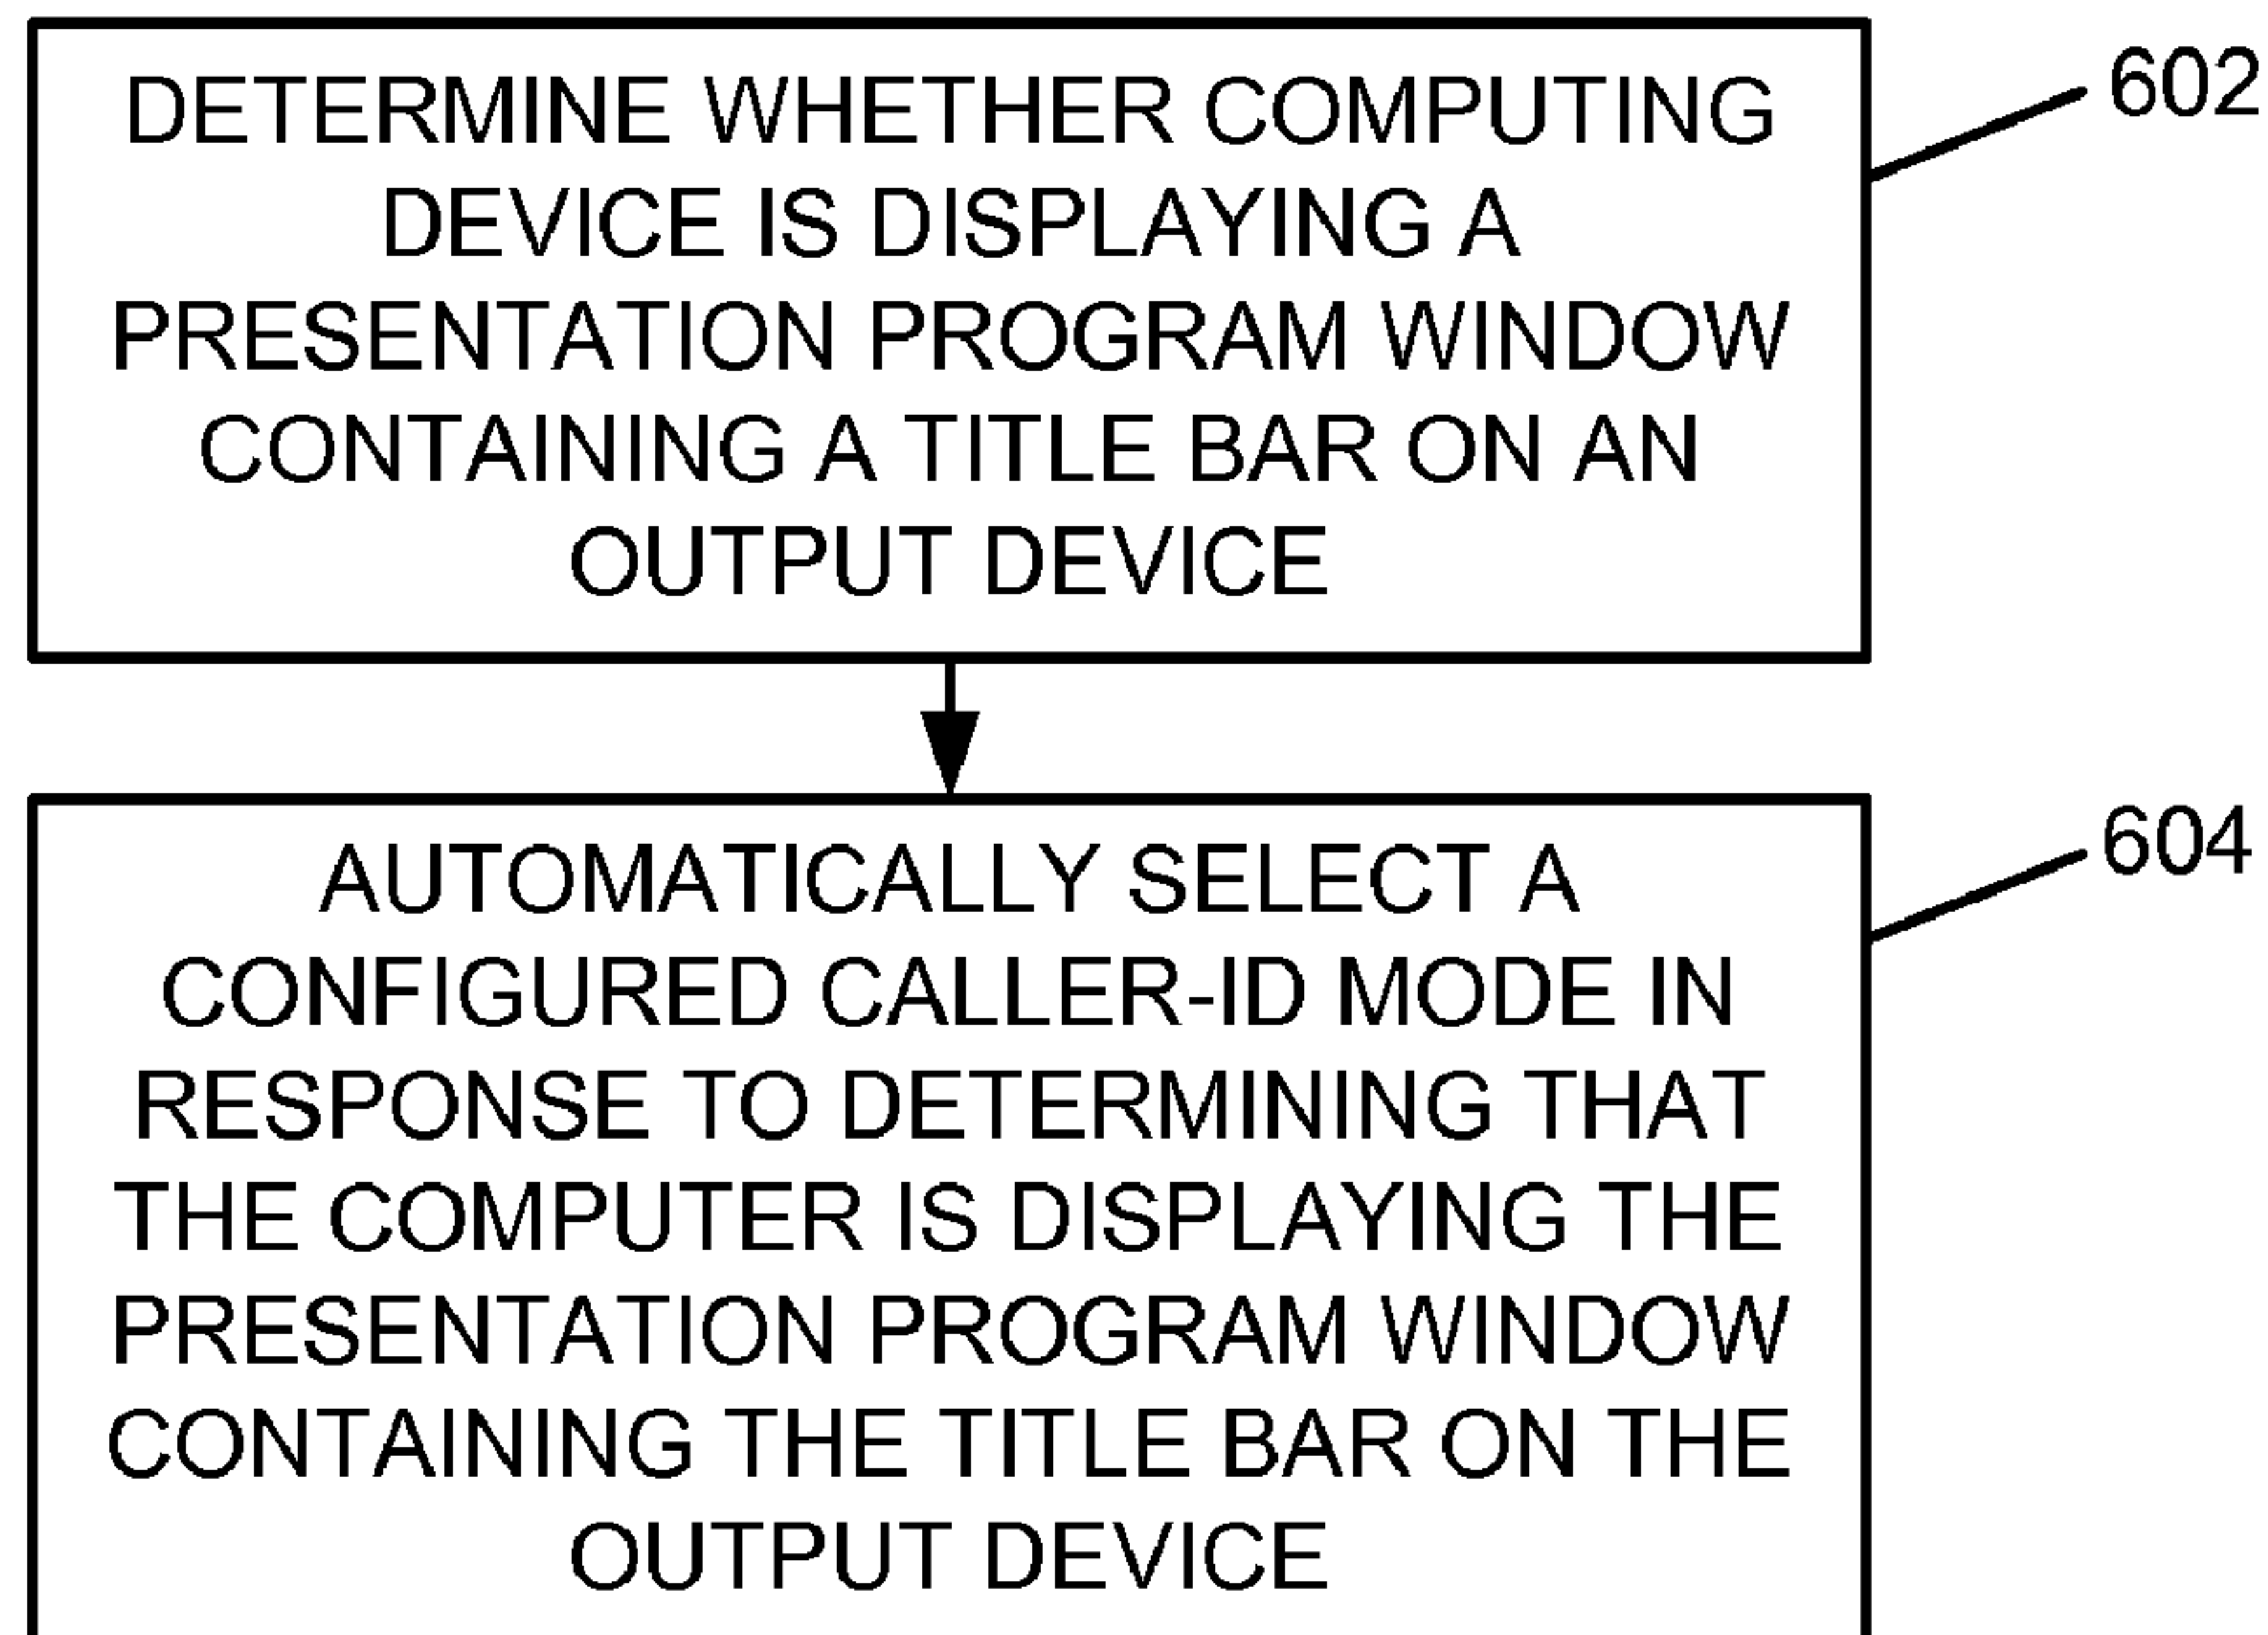 DETERMINE WHETHER COMPUTING
DEVICE IS DISPLAYING A
PRESENTATION PROGRAM WINDOW
CONTAINING A TITLE BAR ON AN
OUTPUT DEVICE
602
AUTOMATICALLY SELECT A
CONFIGURED CALLER-ID MODE IN
RESPONSE TO DETERMINING THAT
THE COMPUTER IS DISPLAYING THE
PRESENTATION PROGRAM WINDOW
CONTAINING THE TITLE BAR ON THE
OUTPUT DEVICE
604